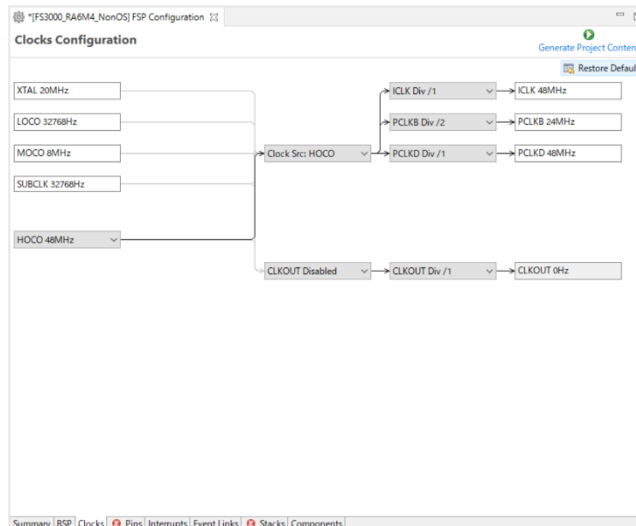 *[FS3000_RA6M4_NonOS] FSP Configuration
Clocks Configuration
Generate Project Conten
Restore Defaul
XTAL 20MHz
ICLK Div /1
ICLK 48MHz
LOCO 32768Hz
PCLKB Div /2
PCLKB 24MHz
MOCO 8MHz
Clock Src: HOCO
PCLKD Div /1
PCLKD 48MHz
SUBCLK 32768Hz
HOCO 48MHz
CLKOUT Disabled
CLKOUT Div /1
CLKOUT 0Hz
Summary BSP Clocks Pins Interrupts Event Links Stacks Components